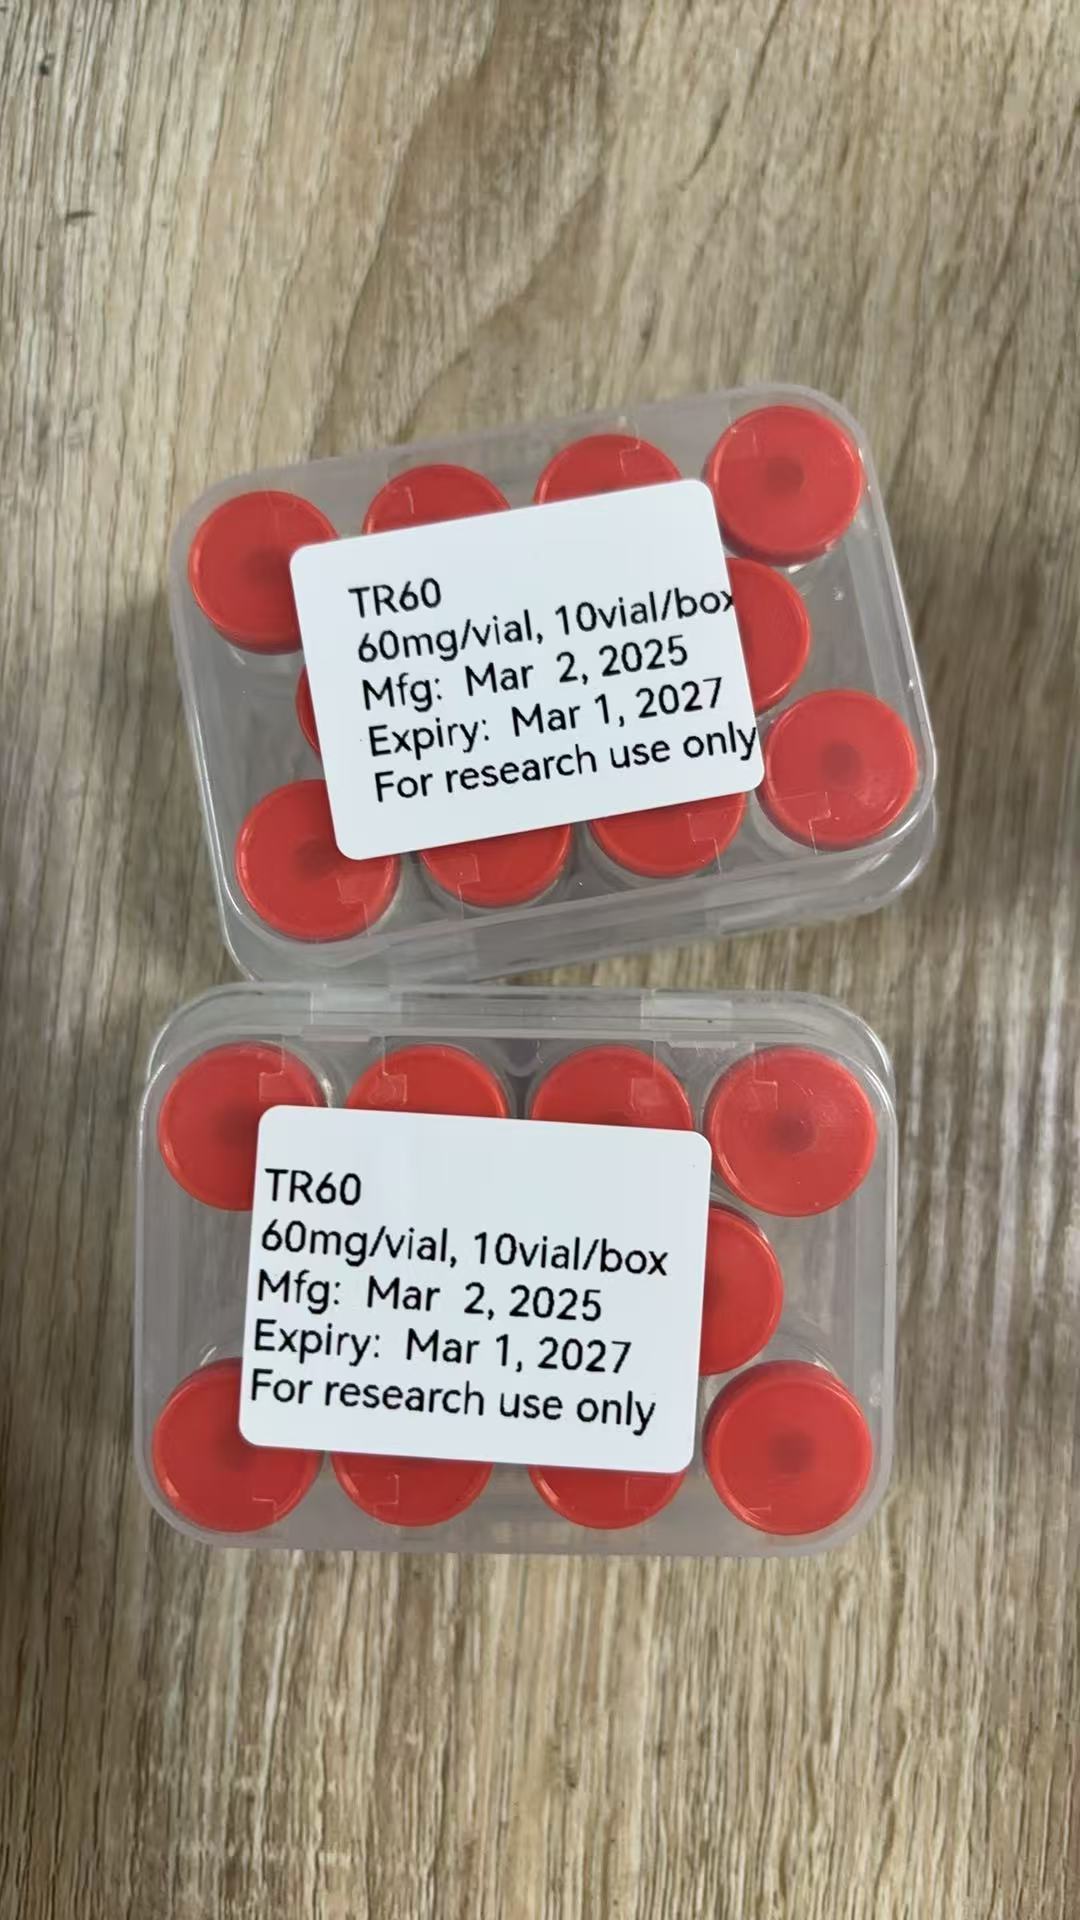 TR60
60mg/vial, 10vial/box
Mfg: Mar 2, 2025
Expiry: Mar 1, 2027
For research use only
TR60
60mg/vial, 10vial/box
Mfg: Mar 2, 2025
Expiry: Mar 1, 2027
For research use only